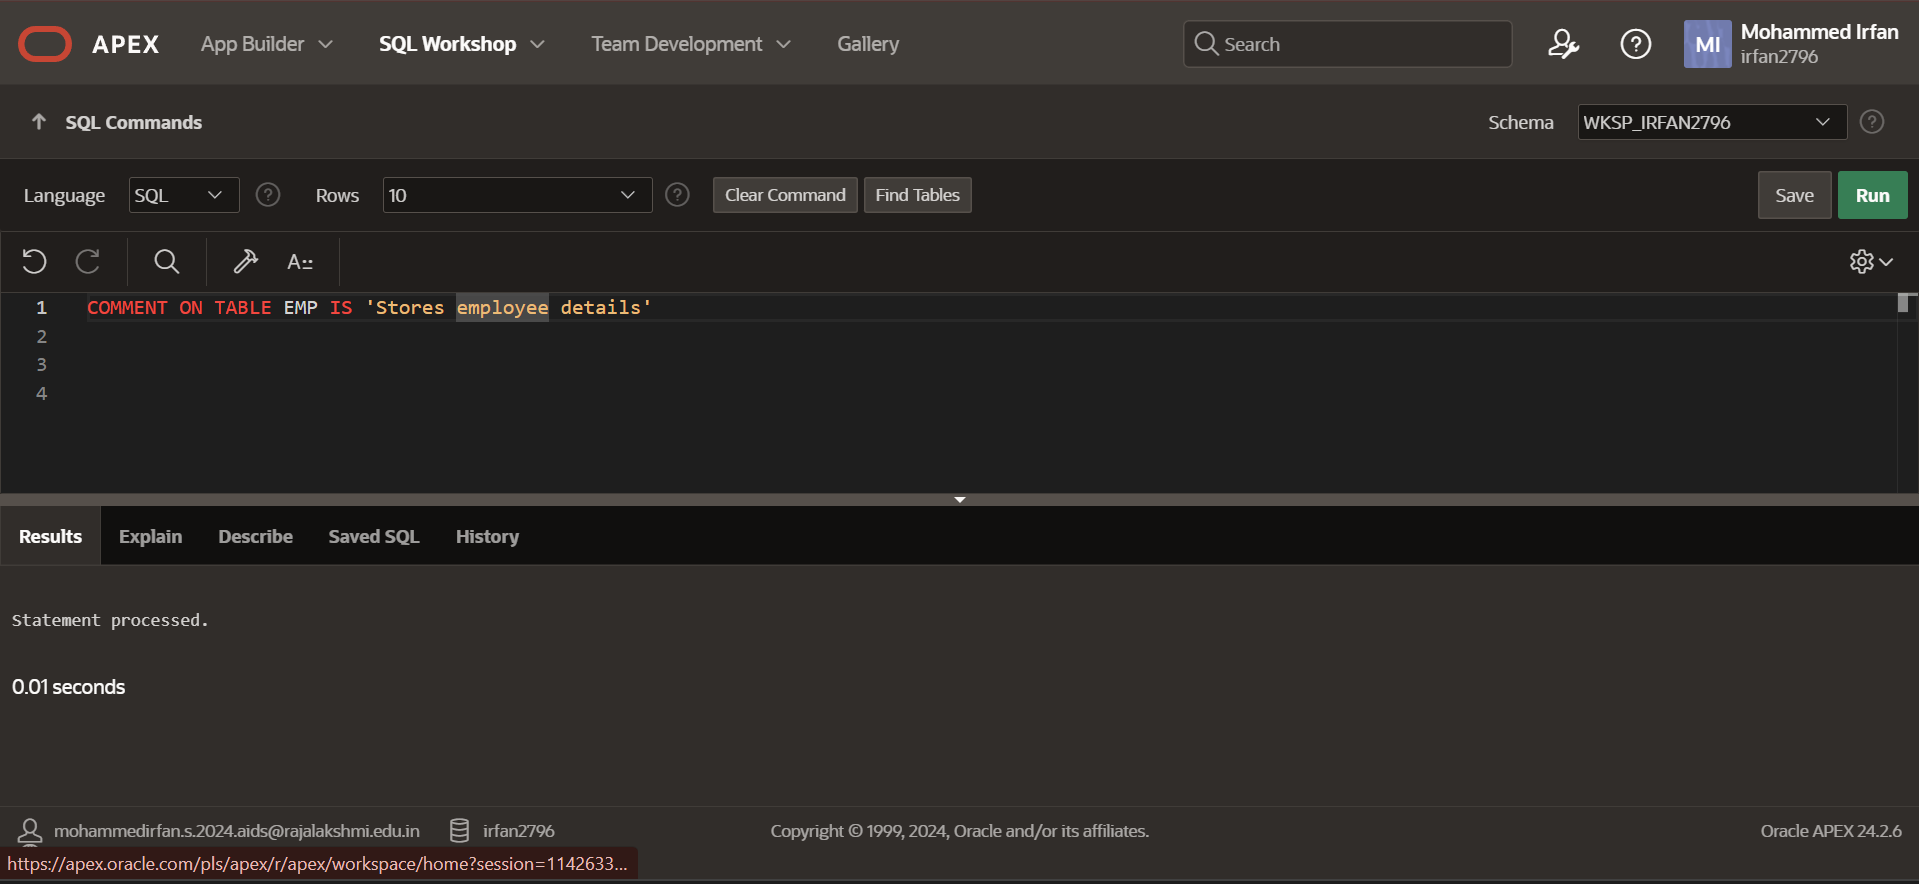 APEX App Builder SQL Workshop Team Development Gallery Search MI Mohammed Irfan
irfan2796
SQL Commands Schema WKSP_IRFAN2796
Language SQL Rows 10 Clear Command Find Tables Save Run
A::
1 COMMENT ON TABLE EMP IS 'Stores employee details'
2
3
4
Results Explain Describe Saved SQL History
Statement processed.
0.01 seconds
mohammedirfan.s.2024.aids@rajalakshmi.edu.in irfan2796 Copyright © 1999, 2024, Oracle and/or its affiliates. Oracle APEX 24.2.6
https://apex.oracle.com/pls/apex/r/apex/workspace/home?session=1142633...